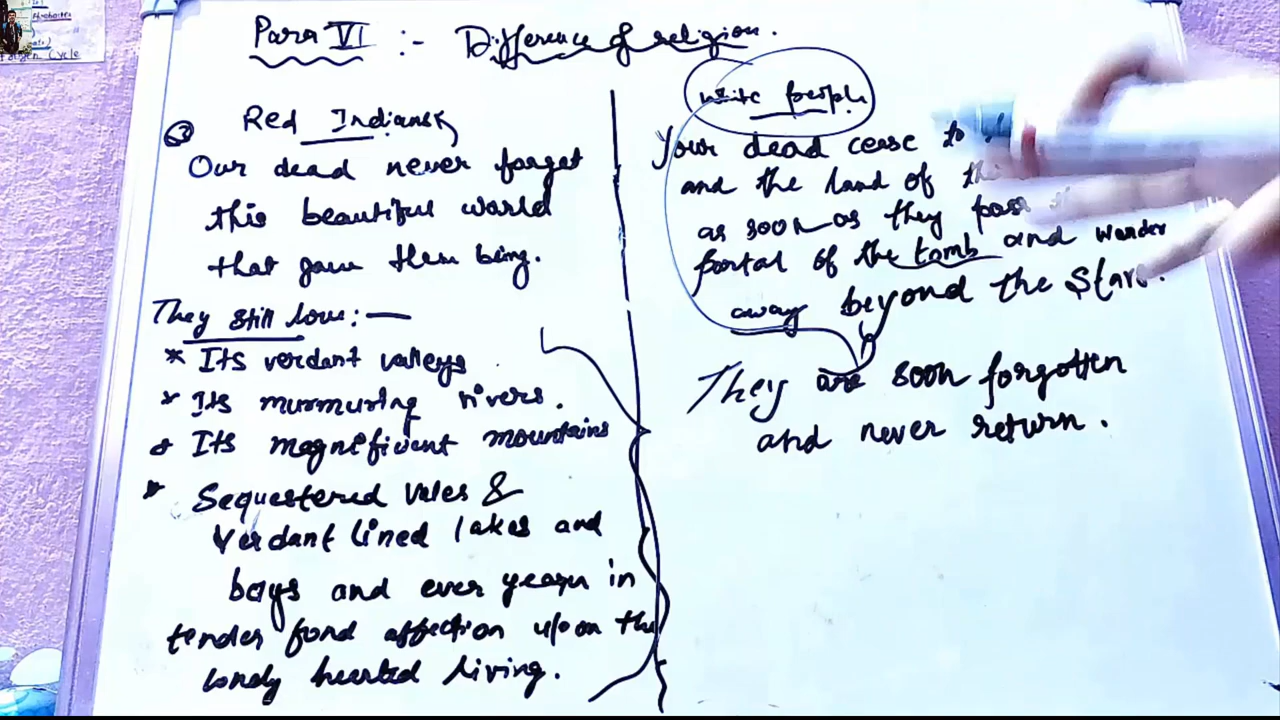 Para VI :- Difference of religion.
③ Red Indians
Our dead never forget
this beautiful world
that gave them being.
They still love:—
* Its verdant valleys
* Its murmuring rivers.
* Its magnificent mountains
* Sequestered vales &
verdant lined lakes and
bays and ever yearn in
tender fond affection upon the
lonely hearted living.
white people
Your dead cease to
and the land of
as soon as they pass
portal of the tomb and wander
away beyond the stars.
They are soon forgotten
and never return.
Cycle